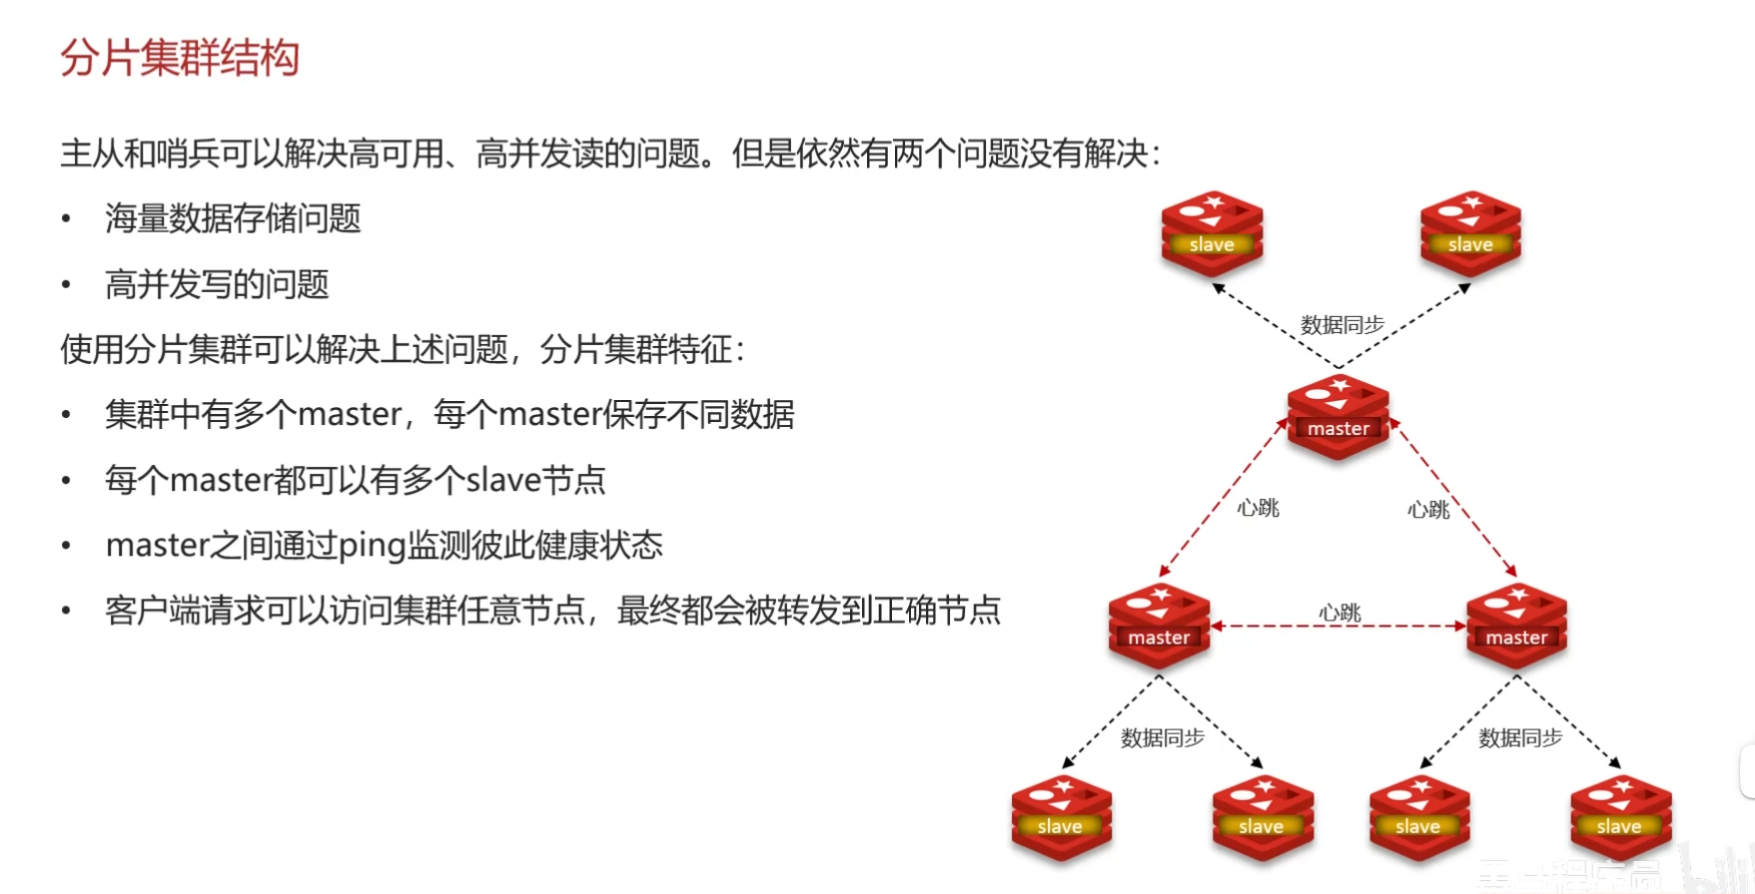 分片集群结构
主从和哨兵可以解决高可用、高并发读的问题。但是依然有两个问题没有解决：
• 海量数据存储问题
• 高并发写的问题
使用分片集群可以解决上述问题，分片集群特征：
• 集群中有多个master，每个master保存不同数据
• 每个master都可以有多个slave节点
• master之间通过ping监测彼此健康状态
• 客户端请求可以访问集群任意节点，最终都会被转发到正确节点
slave
slave
数据同步
master
心跳
心跳
master
心跳
master
数据同步
数据同步
slave
slave
slave
slave